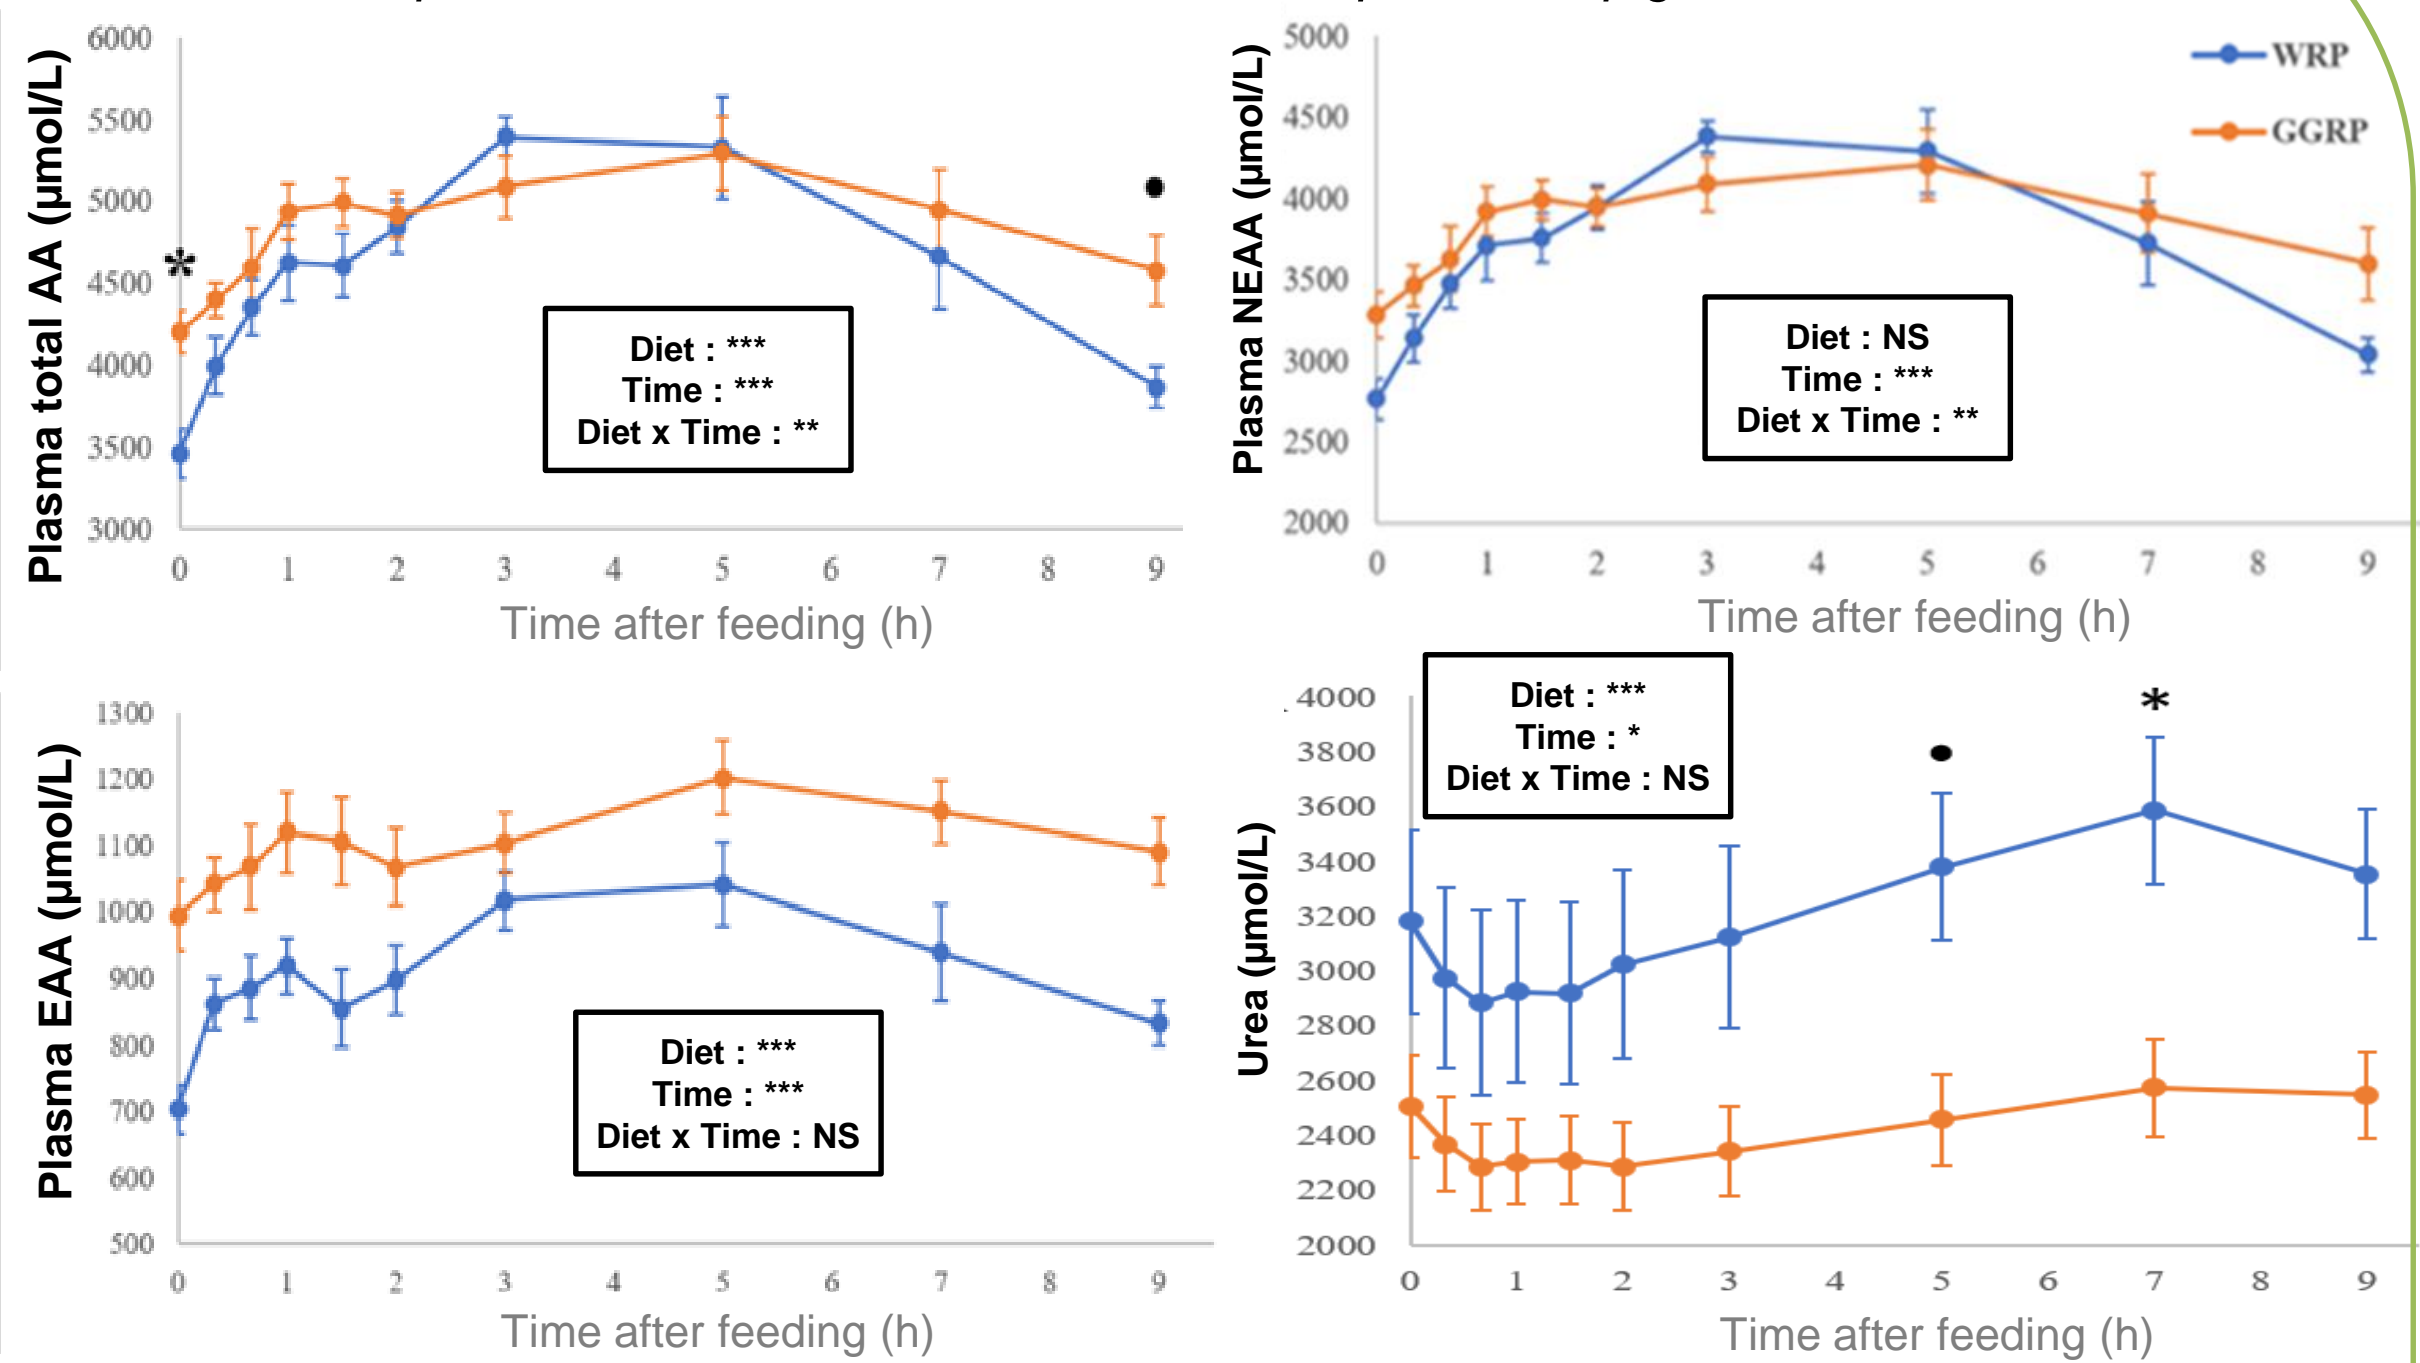 6000
5500
5000
4500
4000
3500
3000
Plasma total AA (µmol/L)
*
•
Diet : ***
Time : ***
Diet x Time : **
0 1 2 3 4 5 6 7 8 9
Time after feeding (h)
5000
4500
4000
3500
3000
2500
2000
Plasma NEAA (µmol/L)
WRP
GGRP
Diet : NS
Time : ***
Diet x Time : **
0 1 2 3 4 5 6 7 8 9
Time after feeding (h)
1300
1200
1100
1000
900
800
700
600
500
Plasma EAA (µmol/L)
Diet : ***
Time : ***
Diet x Time : NS
0 1 2 3 4 5 6 7 8 9
Time after feeding (h)
4000
3800
3600
3400
3200
3000
2800
2600
2400
2200
2000
Urea (µmol/L)
Diet : ***
Time : *
Diet x Time : NS
•
*
0 1 2 3 4 5 6 7 8 9
Time after feeding (h)